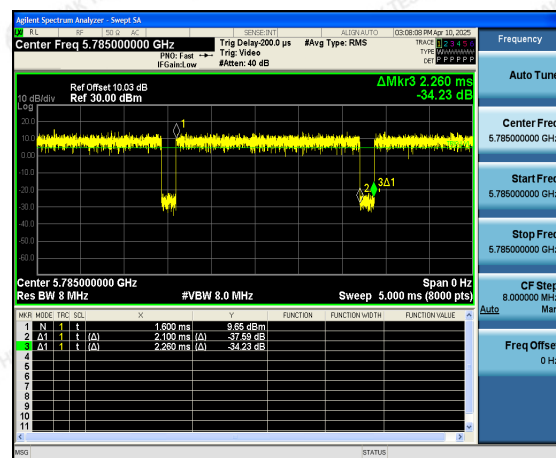 Agilent Spectrum Analyzer - Swept SA
RL RF 50 Ω AC SENSE:INT ALIGN AUTO 03:08:08 PM Apr 10, 2025
Center Freq 5.785000000 GHz
PNO: Fast
IFGain:Low
Trig Delay-200.0 µs
Trig: Video
#Atten: 40 dB
#Avg Type: RMS
TRACE 1 2 3 4 5 6
TYPE WWWWWW
DET P P P P P P
ΔMkr3 2.260 ms
-34.23 dB
Ref Offset 10.03 dB
10 dB/div Ref 30.00 dBm
Log
20.0
10.0
0.00
-10.0
-20.0
-30.0
-40.0
-50.0
-60.0
1
2
3Δ1
Center 5.785000000 GHz Span 0 Hz
Res BW 8 MHz #VBW 8.0 MHz Sweep 5.000 ms (8000 pts)
MKR MODE TRC SCL X Y FUNCTION FUNCTION WIDTH FUNCTION VALUE
1 N 1 t 1.600 ms 9.65 dBm
2 Δ1 1 t (Δ) 2.100 ms (Δ) -37.59 dB
3 Δ1 1 t (Δ) 2.260 ms (Δ) -34.23 dB
4
5
6
7
8
9
10
11
MSG STATUS
Frequency
Auto Tune
Center Freq
5.785000000 GHz
Start Freq
5.785000000 GHz
Stop Freq
5.785000000 GHz
CF Step
8.000000 MHz
Auto Man
Freq Offset
0 Hz